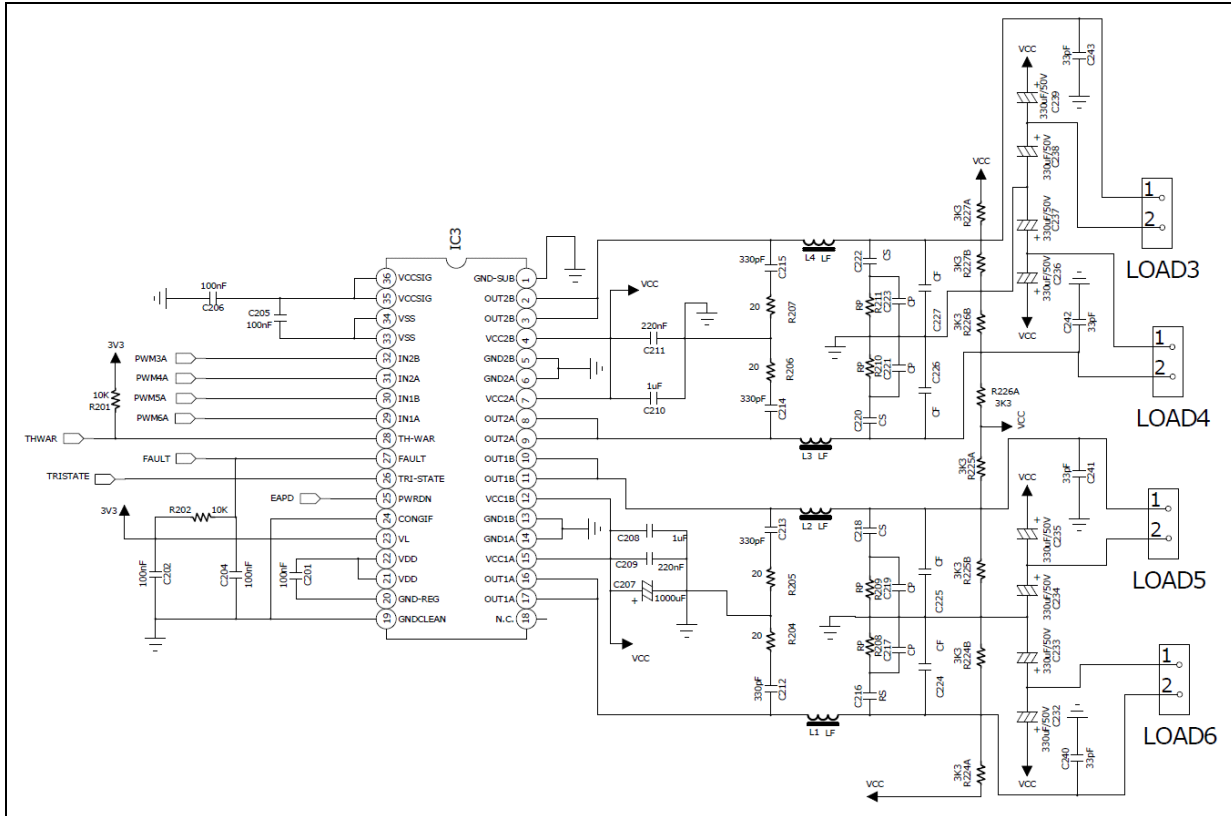 IC3
36 VCCSIG
35 VCCSIG
34 VSS
33 VSS
32 IN2B
31 IN2A
30 IN1B
29 IN1A
28 TH-WAR
27 FAULT
26 TRI-STATE
25 PWRDN
24 CONGIF
23 VL
22 VDD
21 VDD
20 GND-REG
19 GNDCLEAN
GND-SUB 1
OUT2B 2
OUT2B 3
VCC2B 4
GND2B 5
GND2A 6
VCC2A 7
OUT2A 8
OUT2A 9
OUT1B 10
OUT1B 11
VCC1B 12
GND1B 13
GND1A 14
VCC1A 15
OUT1A 16
OUT1A 17
N.C. 18
100nF
C206
C205
100nF
3V3
10K
R201
PWM3A
PWM4A
PWM5A
PWM6A
THWAR
FAULT
TRISTATE
EAPD
3V3
R202 10K
100nF C202
C204 100nF
100nF C201
VCC
220nF
C211
1uF
C210
C208 1uF
C209 220nF
C207
+ 1000uF
VCC
330pF C215
20 R207
20 R206
330pF C214
330pF C213
20 R205
20 R204
330pF C212
L4 LF
L3 LF
L2 LF
L1 LF
C222 CS
RP R211 C223 CP
RP R210 C221 CP
C220 CS
CF C227
C226 CF
C218 CS
RP R209 C219 CP
RP R208 C217 CP
C216 RS
CF C225
CF C224
VCC
3K3 R227A
3K3 R227B
3K3 R226B
R226A
3K3
VCC
3K3 R225A
3K3 R225B
3K3 R224B
3K3 R224A
VCC
VCC
+ 330uF/50V C239
+ 330uF/50V C238
330uF/50V + C237
330uF/50V + C236
VCC
33pF C243
C242 33pF
33pF C241
C240 33pF
VCC
+ 330uF/50V C235
+ 330uF/50V C234
330uF/50V + C233
330uF/50V + C232
VCC
1
2
LOAD3
1
2
LOAD4
1
2
LOAD5
1
2
LOAD6